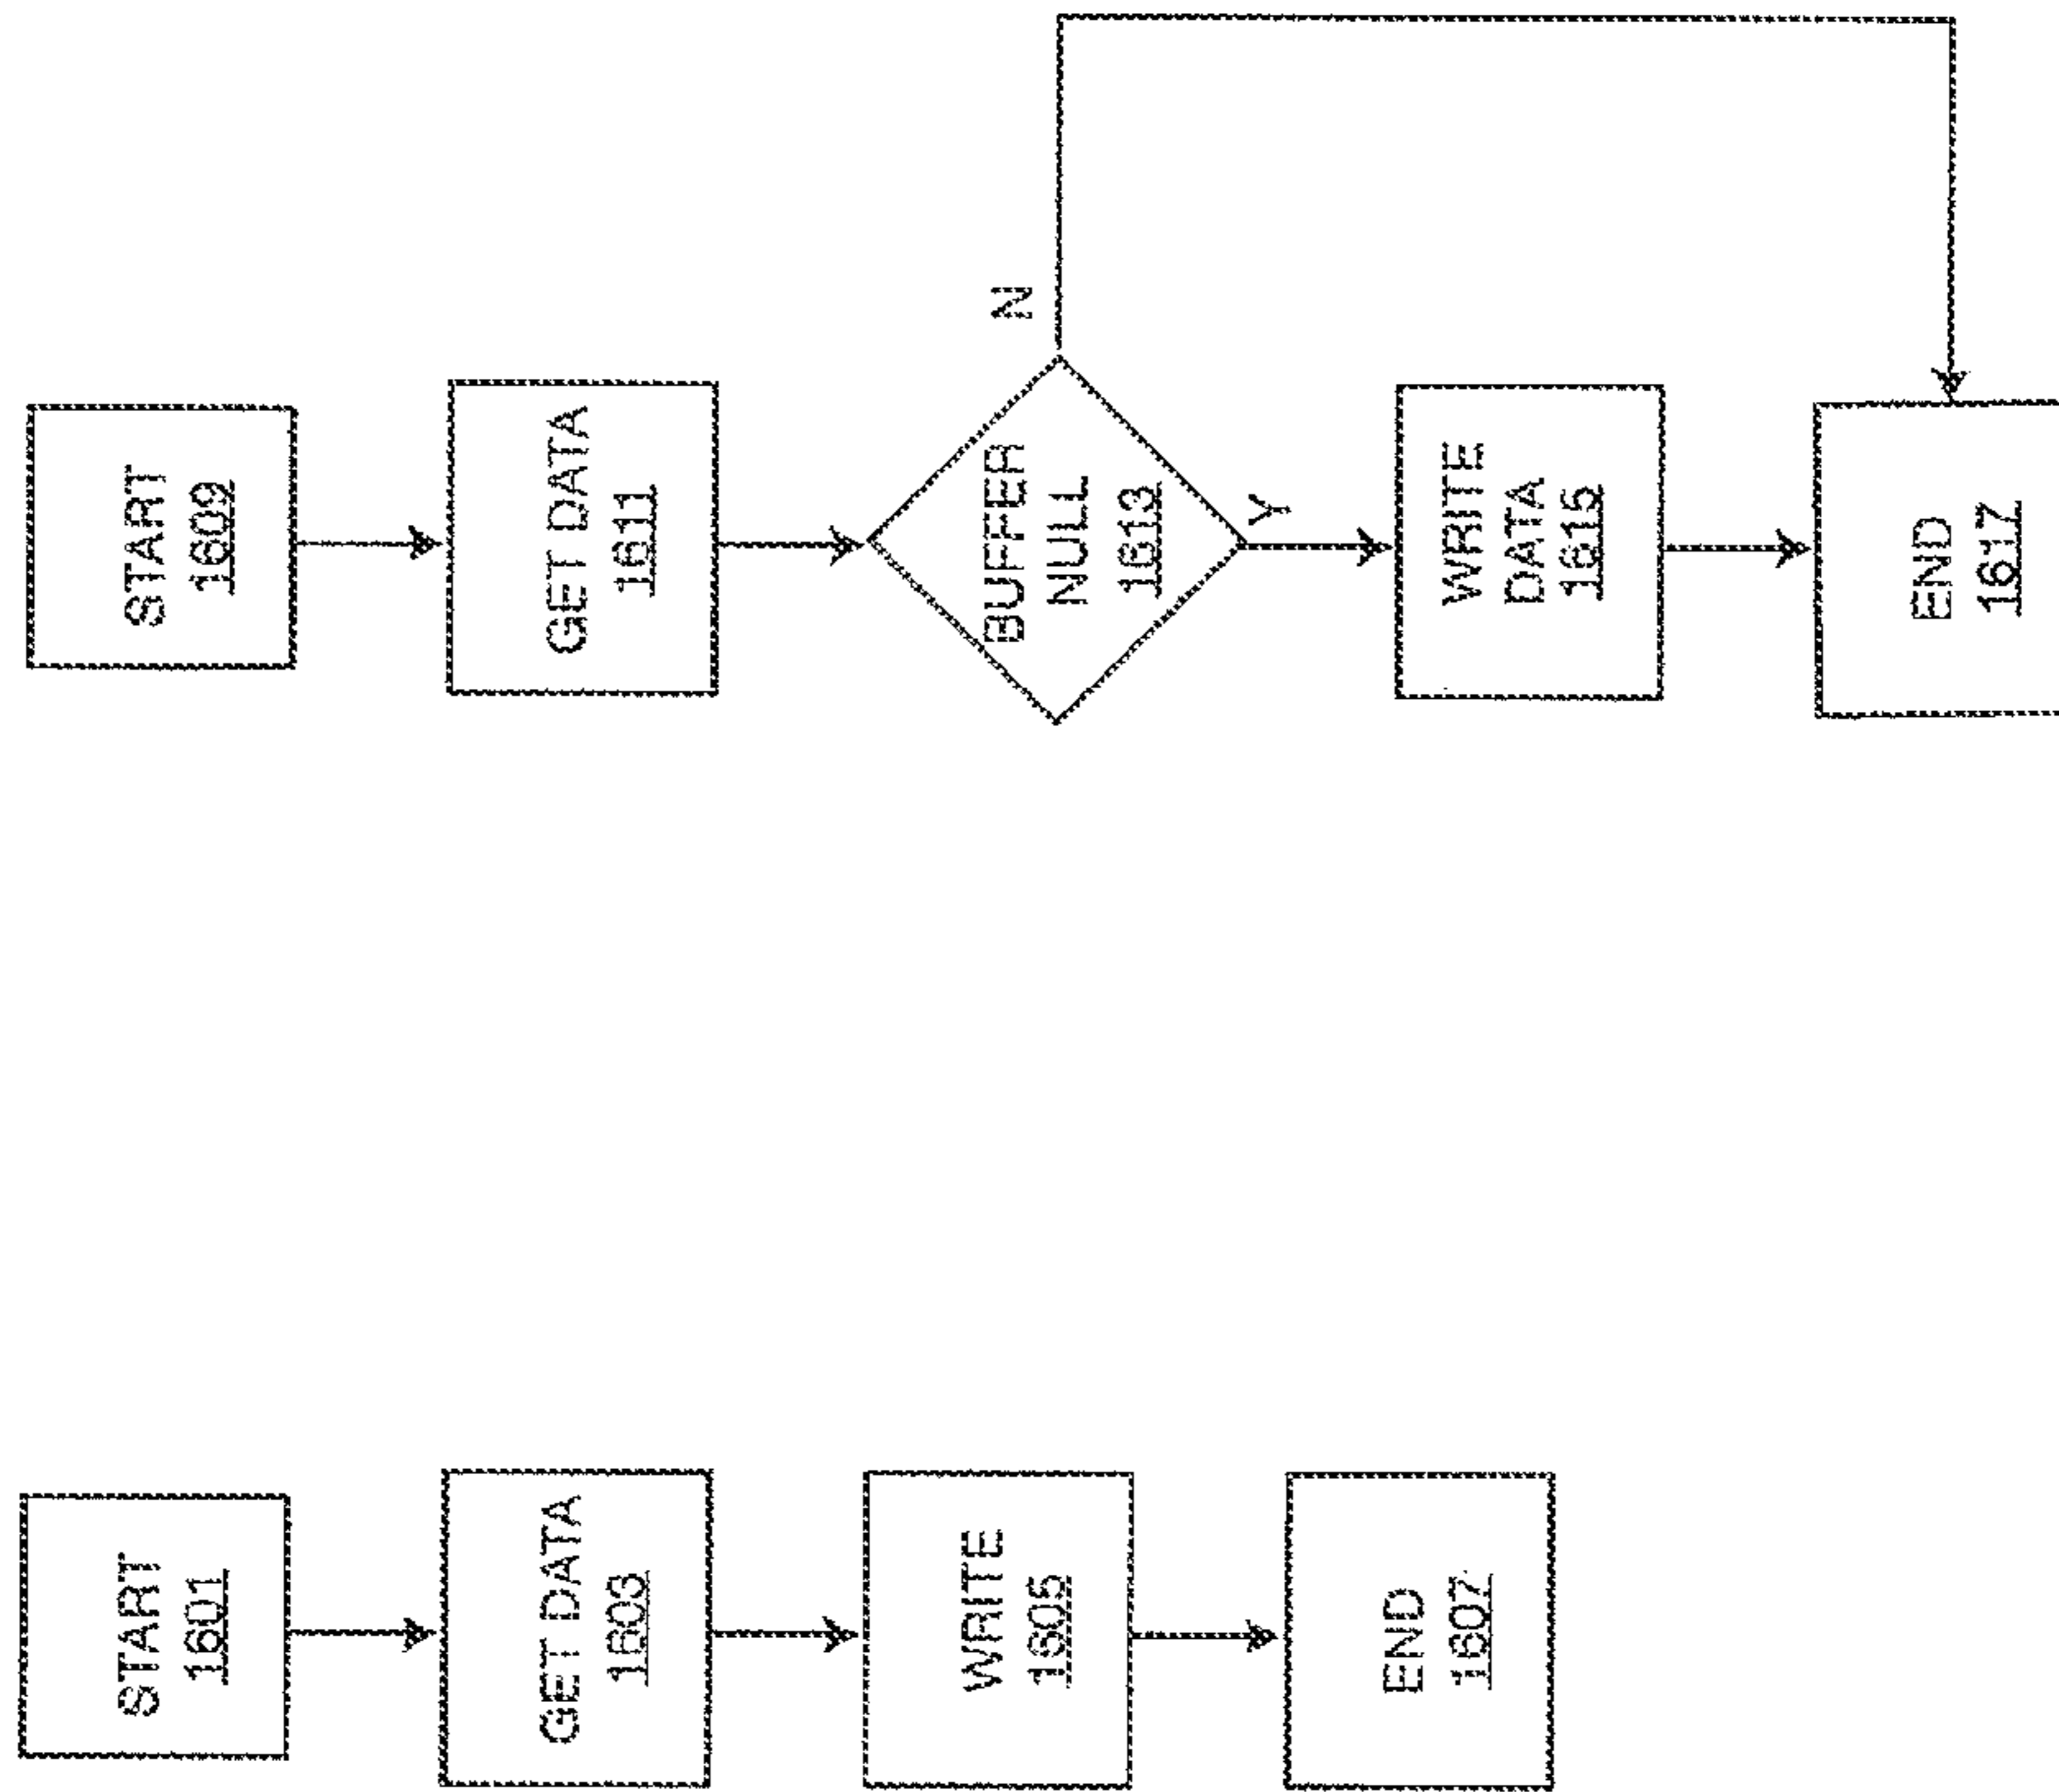 START
1601
GET DATA
1603
WRITE
1605
END
1607
START
1609
GET DATA
1611
BUFFER
NULL
1613
N
Y
WRITE
DATA
1615
END
1617